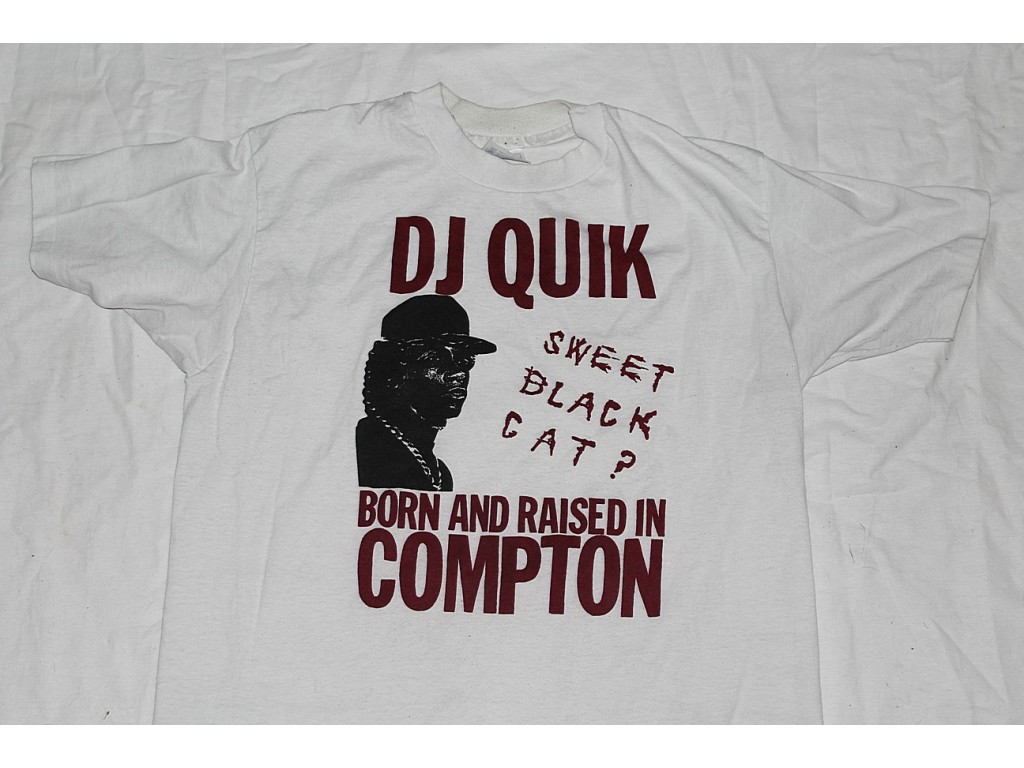 DJ QUIK
SWEET
BLACK
CAT?
BORN AND RAISED IN
COMPTON